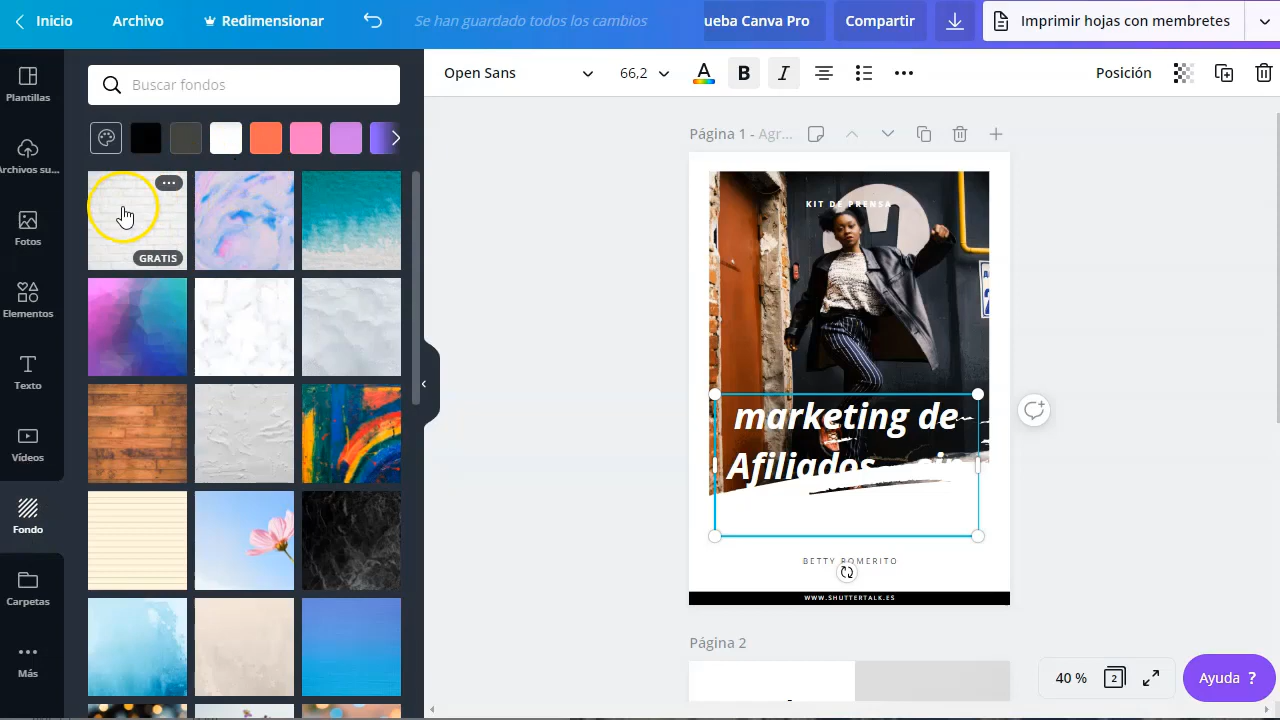 Inicio
Archivo
Redimensionar
Se han guardado todos los cambios
ueba Canva Pro
Compartir
Imprimir hojas con membretes
Plantillas
Archivos su...
Fotos
Elementos
Texto
Vídeos
Fondo
Carpetas
Más
Buscar fondos
GRATIS
Open Sans
66,2
A
B
I
Posición
Página 1 - Agr...
KIT DE PRENSA
marketing de
Afiliados
BETTY ROMERITO
WWW.SHUTTERTALK.ES
Página 2
40 %
2
Ayuda ?